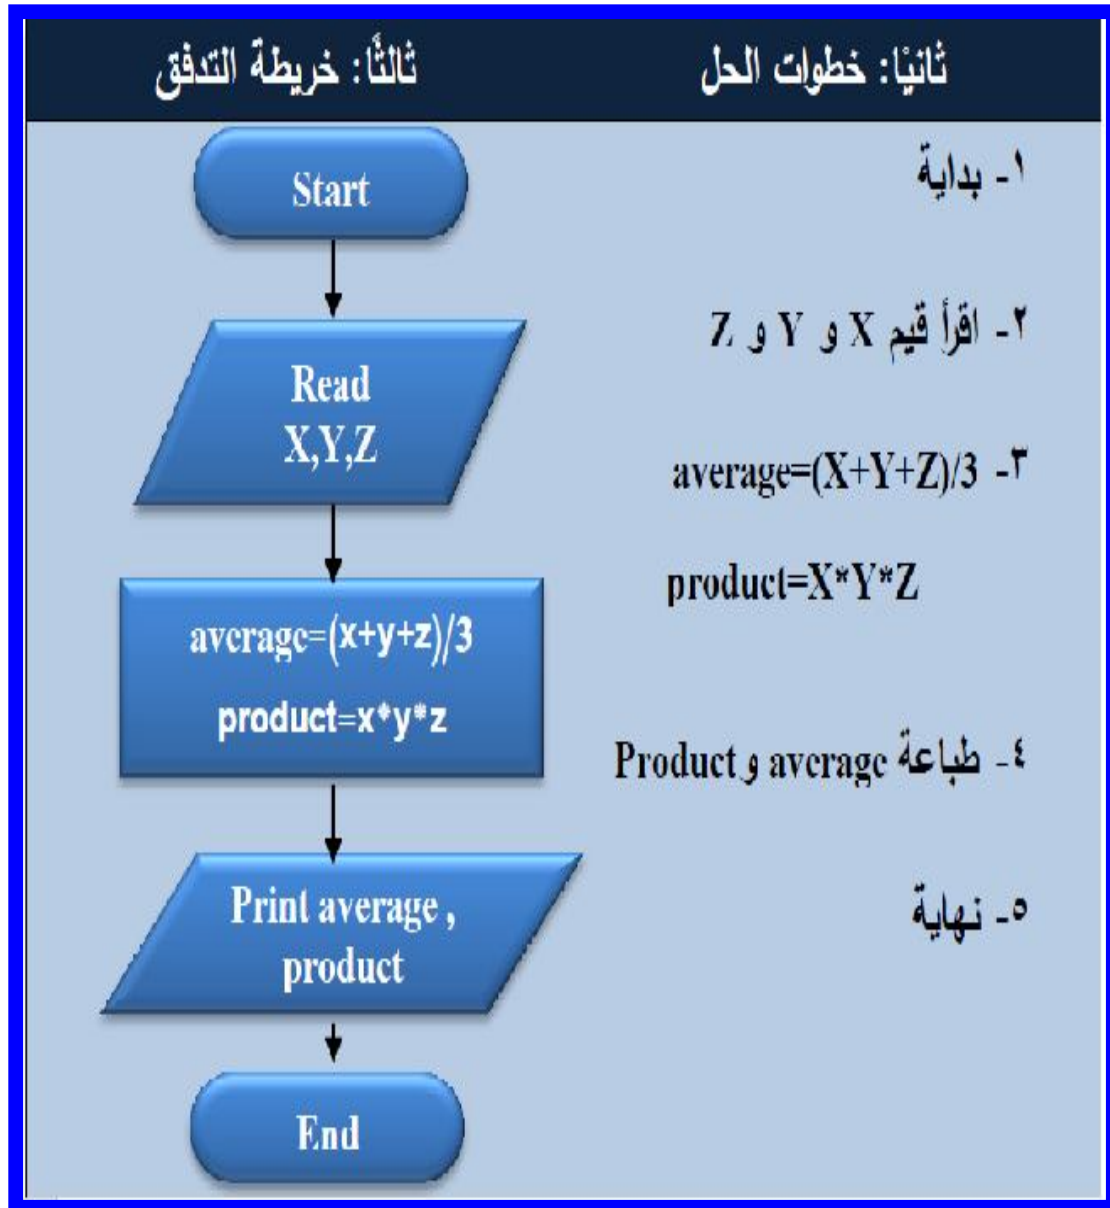 ثانيًا: خطوات الحل
١- بداية
٢- اقرأ قيم X و Y و Z
٣- average=(X+Y+Z)/3
product=X*Y*Z
٤- طباعة average و Product
٥- نهاية
ثالثًا: خريطة التدفق
Start
Read
X,Y,Z
average=(x+y+z)/3
product=x*y*z
Print average ,
product
End